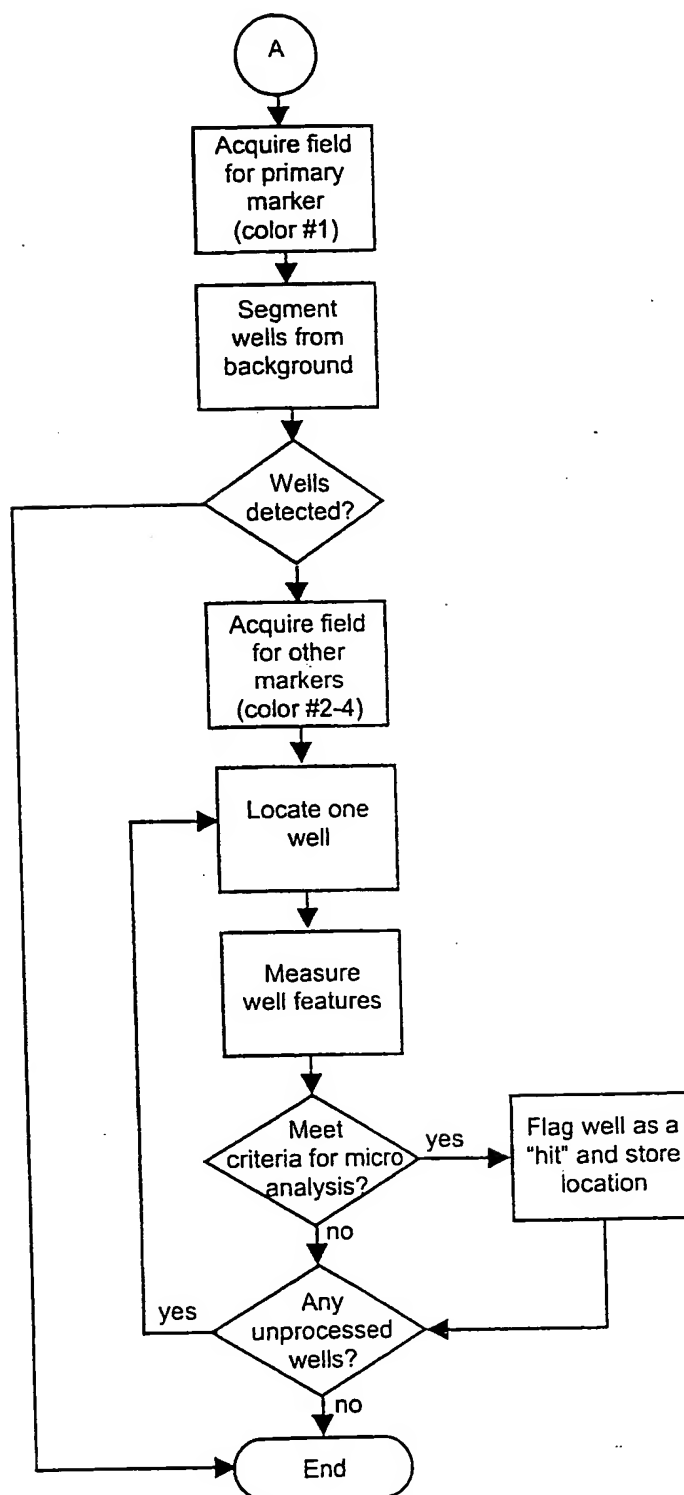 A
Acquire field
for primary
marker
(color #1)
Segment
wells from
background
Wells
detected?
Acquire field
for other
markers
(color #2-4)
Locate one
well
Measure
well features
Meet
criteria for micro
analysis?
yes
Flag well as a
"hit" and store
location
no
yes
Any
unprocessed
wells?
no
End